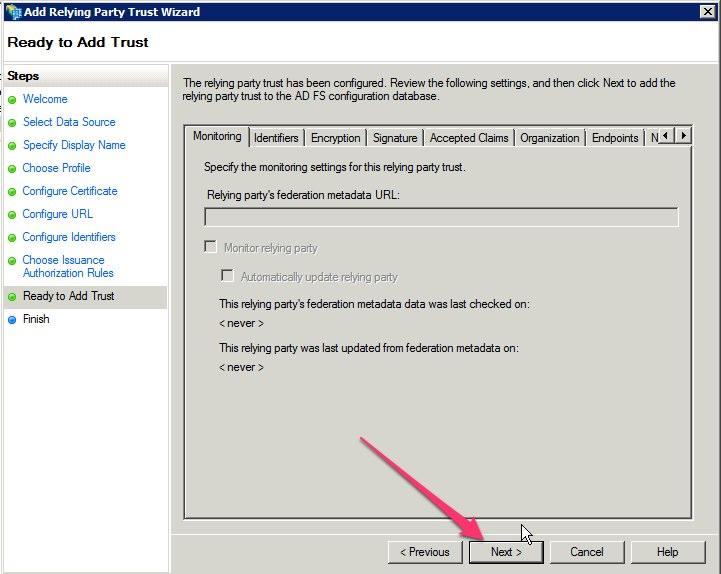 Add Relying Party Trust Wizard
Ready to Add Trust
Steps
Welcome
Select Data Source
Specify Display Name
Choose Profile
Configure Certificate
Configure URL
Configure Identifiers
Choose Issuance
Authorization Rules
Ready to Add Trust
Finish
The relying party trust has been configured. Review the following settings, and then click Next to add the
relying party trust to the AD FS configuration database.
Monitoring Identifiers Encryption Signature Accepted Claims Organization Endpoints N
Specify the monitoring settings for this relying party trust.
Relying party's federation metadata URL:
Monitor relying party
Automatically update relying party
This relying party's federation metadata data was last checked on:
< never >
This relying party was last updated from federation metadata on:
< never >
< Previous Next > Cancel Help